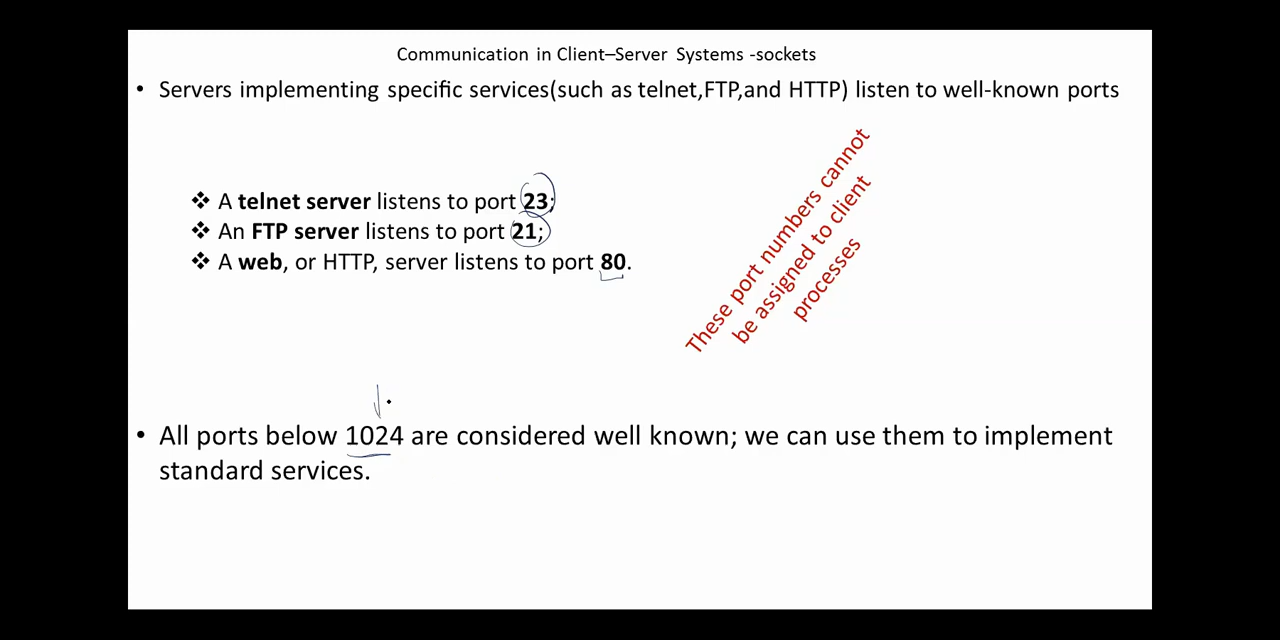 Communication in Client–Server Systems -sockets
• Servers implementing specific services(such as telnet,FTP,and HTTP) listen to well-known ports
❖ A telnet server listens to port 23;
❖ An FTP server listens to port 21;
❖ A web, or HTTP, server listens to port 80.
These port numbers cannot
be assigned to client
processes
• All ports below 1024 are considered well known; we can use them to implement
standard services.